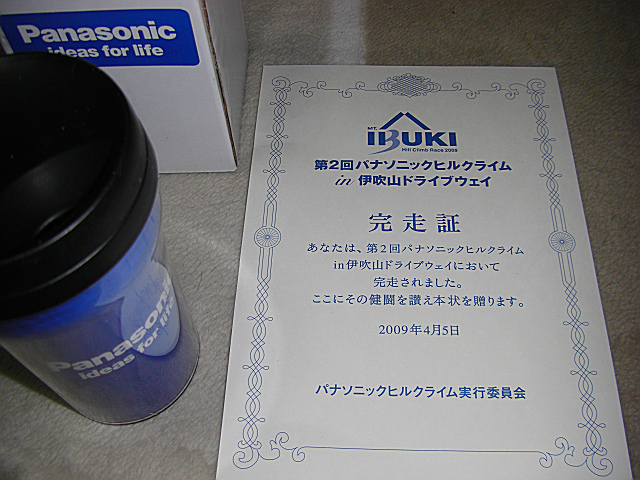 Panasonic
ideas for life
MT.
IBUKI
Hill Climb Race 2009
第2回パナソニックヒルクライム
in 伊吹山ドライブウェイ
完走証
あなたは、第2回パナソニックヒルクライム
in伊吹山ドライブウェイにおいて
完走されました。
ここにその健闘を讃え本状を贈ります。
2009年4月5日
パナソニックヒルクライム実行委員会
Panasonic
ideas for life